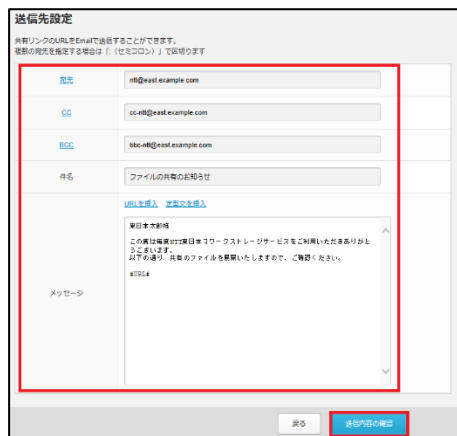 送信先設定
共有リンクのURLをEmailで送信することができます。
複数の宛先を指定する場合は「;（セミコロン）」で区切ります
宛先
ntt@east.example.com
CC
cc-ntt@east.example.com
BCC
bbc-ntt@east.example.com
件名
ファイルの共有のお知らせ
URLを挿入 定型文を挿入
メッセージ
東日本太郎様
この度は毎度NTT東日本コワークストレージサービスをご利用いただきありがと
うございます。
以下の通り、共有のファイルを展開いたしますので、ご確認ください。
#URL#
戻る
送信内容の確認